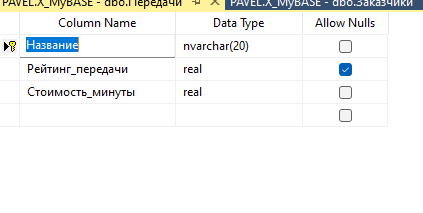 PAVEL.X_MyBASE - dbo.Передачи PAVEL.X_MyBASE - dbo.Заказчики
Column Name Data Type Allow Nulls
Название nvarchar(20)
Рейтинг_передачи real
Стоимость_минуты real